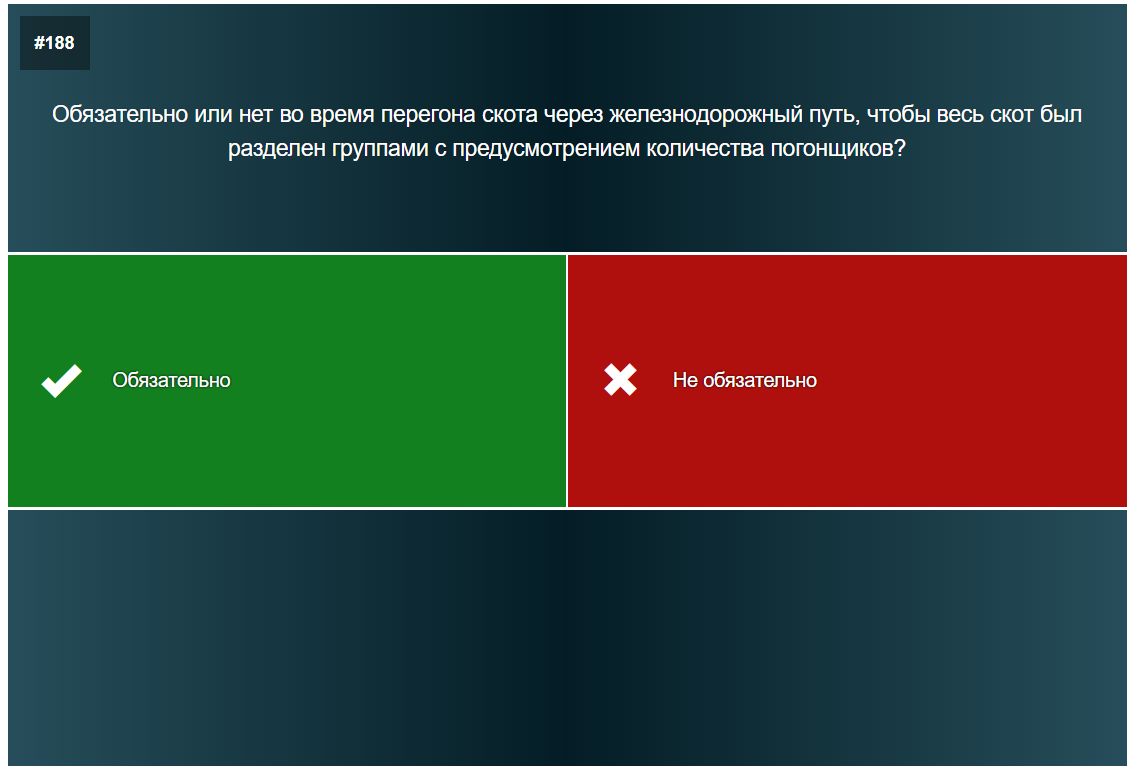 #188
Обязательно или нет во время перегона скота через железнодорожный путь, чтобы весь скот был
разделен группами с предусмотрением количества погонщиков?
Обязательно
Не обязательно